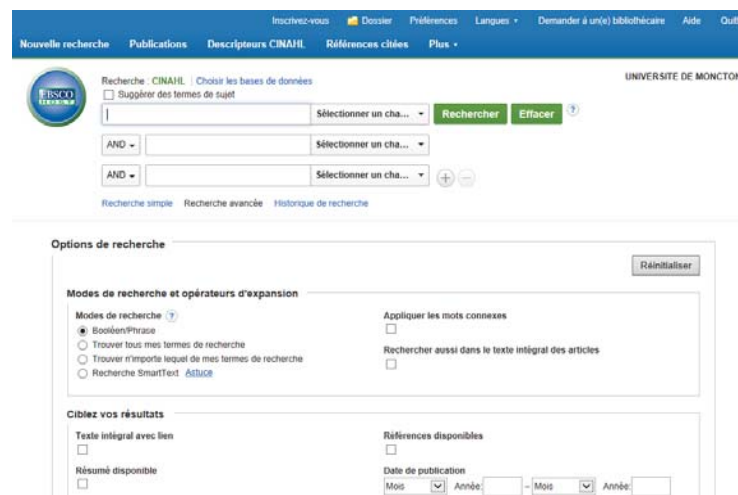 Inscrivez-vous Dossier Préférences Langues Demander à un(e) bibliothécaire Aide
Nouvelle recherche Publications Descripteurs CINAHL Références citées Plus
EBSCO HOST
Recherche : CINAHL Choisir les bases de données
UNIVERSITE DE MONCTON
Suggérer des termes de sujet
Sélectionner un cha... Rechercher Effacer ?
AND Sélectionner un cha...
AND Sélectionner un cha... + −
Recherche simple Recherche avancée Historique de recherche
Options de recherche
Réinitialiser
Modes de recherche et opérateurs d'expansion
Modes de recherche ?
Booléen/Phrase
Trouver tous mes termes de recherche
Trouver n'importe lequel de mes termes de recherche
Recherche SmartText Astuce
Appliquer les mots connexes
Rechercher aussi dans le texte intégral des articles
Ciblez vos résultats
Texte intégral avec lien
Références disponibles
Résumé disponible
Date de publication
Mois Année: – Mois Année: